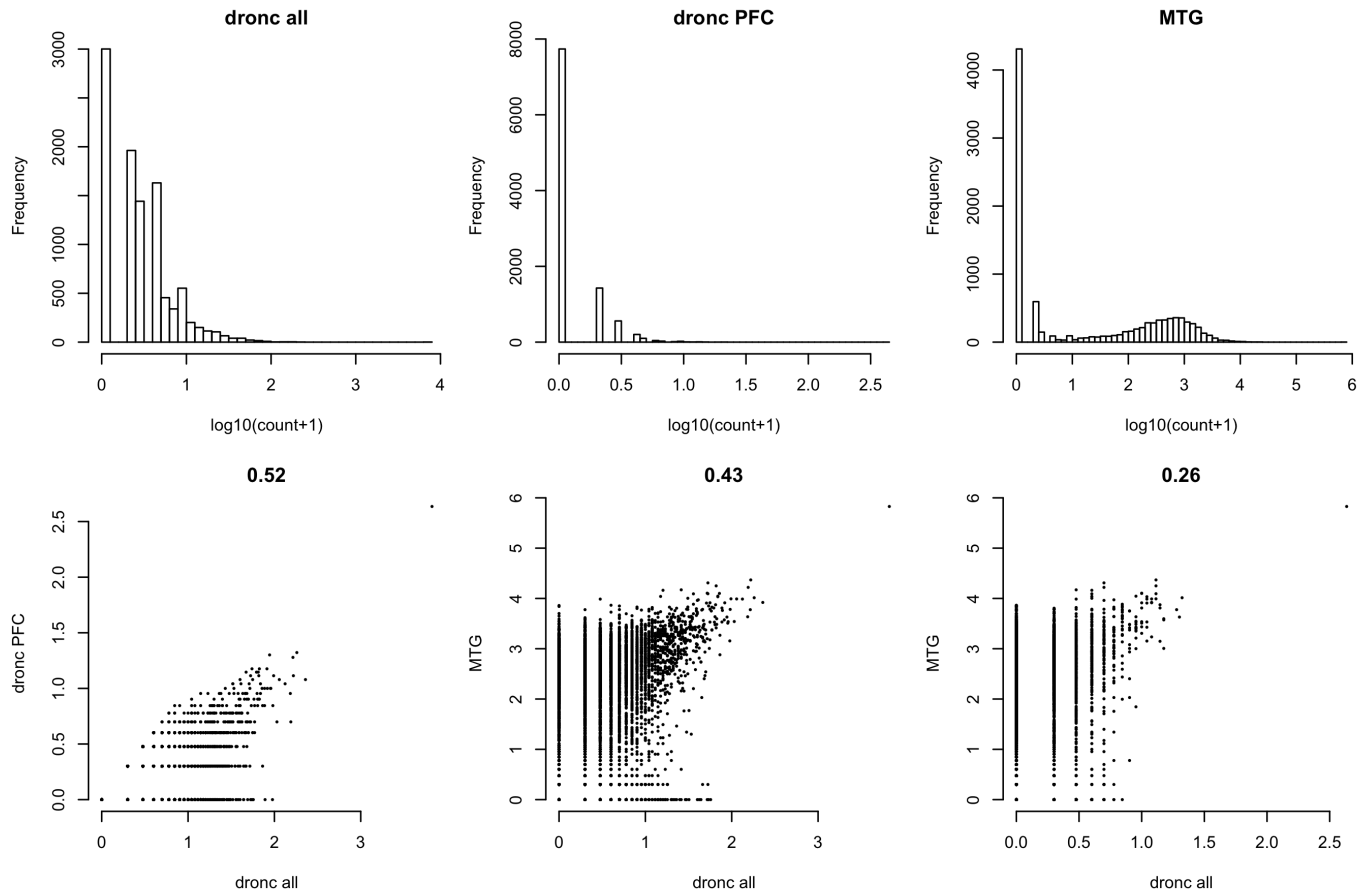 dronc all
Frequency
0 500 1000 2000 3000
0 1 2 3 4
log10(count+1)
dronc PFC
Frequency
0 2000 4000 6000 8000
0.0 0.5 1.0 1.5 2.0 2.5
log10(count+1)
MTG
Frequency
0 1000 2000 3000 4000
0 1 2 3 4 5 6
log10(count+1)
0.52
dronc PFC
0.0 0.5 1.0 1.5 2.0 2.5
0 1 2 3
dronc all
0.43
MTG
0 1 2 3 4 5 6
0 1 2 3
dronc all
0.26
MTG
0 1 2 3 4 5 6
0.0 0.5 1.0 1.5 2.0 2.5
dronc all